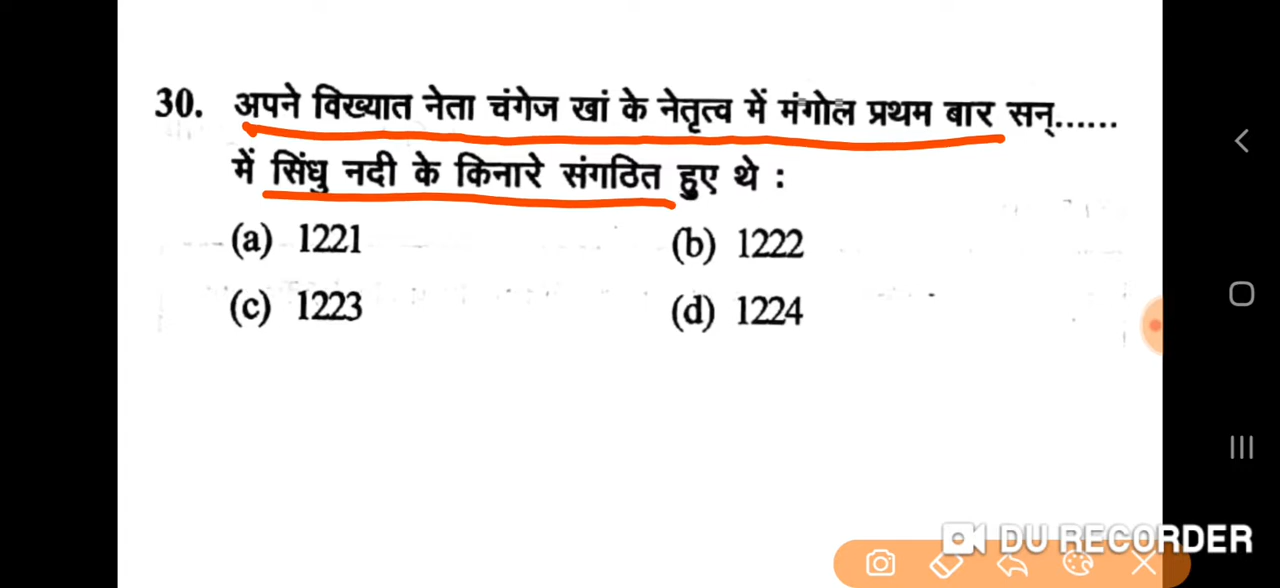 30. अपने विख्यात नेता चंगेज खां के नेतृत्व में मंगोल प्रथम बार सन्......
में सिंधु नदी के किनारे संगठित हुए थे :
(a) 1221 (b) 1222
(c) 1223 (d) 1224
DU RECORDER